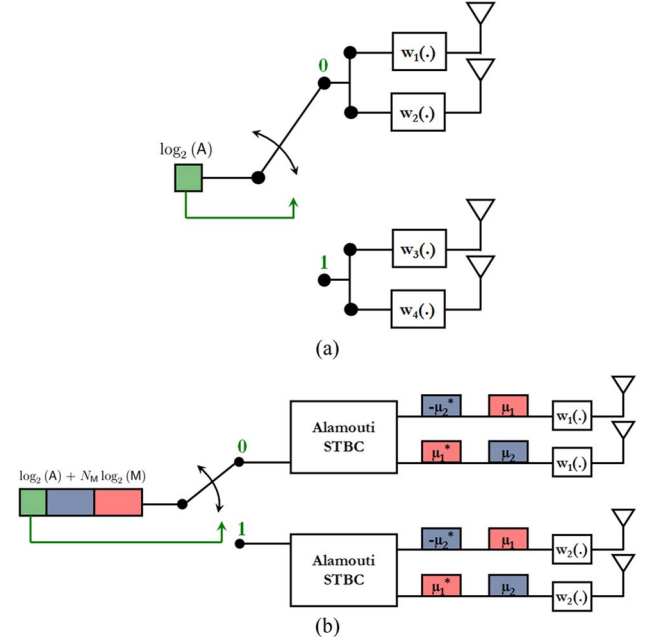 0
w₁(.)
w₂(.)
log₂ (A)
1
w₃(.)
w₄(.)
(a)
0
Alamouti
STBC
-μ₂*
μ₁
w₁(.)
μ₁*
μ₂
w₁(.)
log₂ (A) + N_M log₂ (M)
1
Alamouti
STBC
-μ₂*
μ₁
w₂(.)
μ₁*
μ₂
w₂(.)
(b)